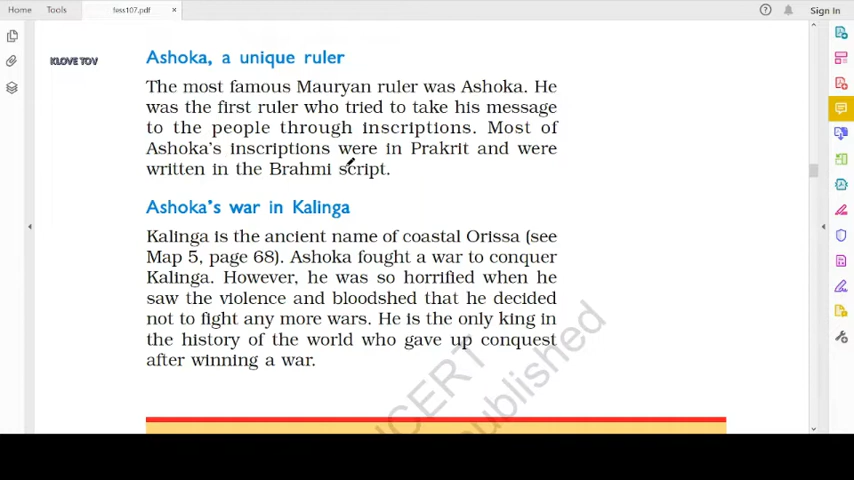 Home Tools fess107.pdf × Sign In
KLOVE TOV
Ashoka, a unique ruler
The most famous Mauryan ruler was Ashoka. He
was the first ruler who tried to take his message
to the people through inscriptions. Most of
Ashoka's inscriptions were in Prakrit and were
written in the Brahmi script.
Ashoka's war in Kalinga
Kalinga is the ancient name of coastal Orissa (see
Map 5, page 68). Ashoka fought a war to conquer
Kalinga. However, he was so horrified when he
saw the violence and bloodshed that he decided
not to fight any more wars. He is the only king in
the history of the world who gave up conquest
after winning a war.
NCERT
published